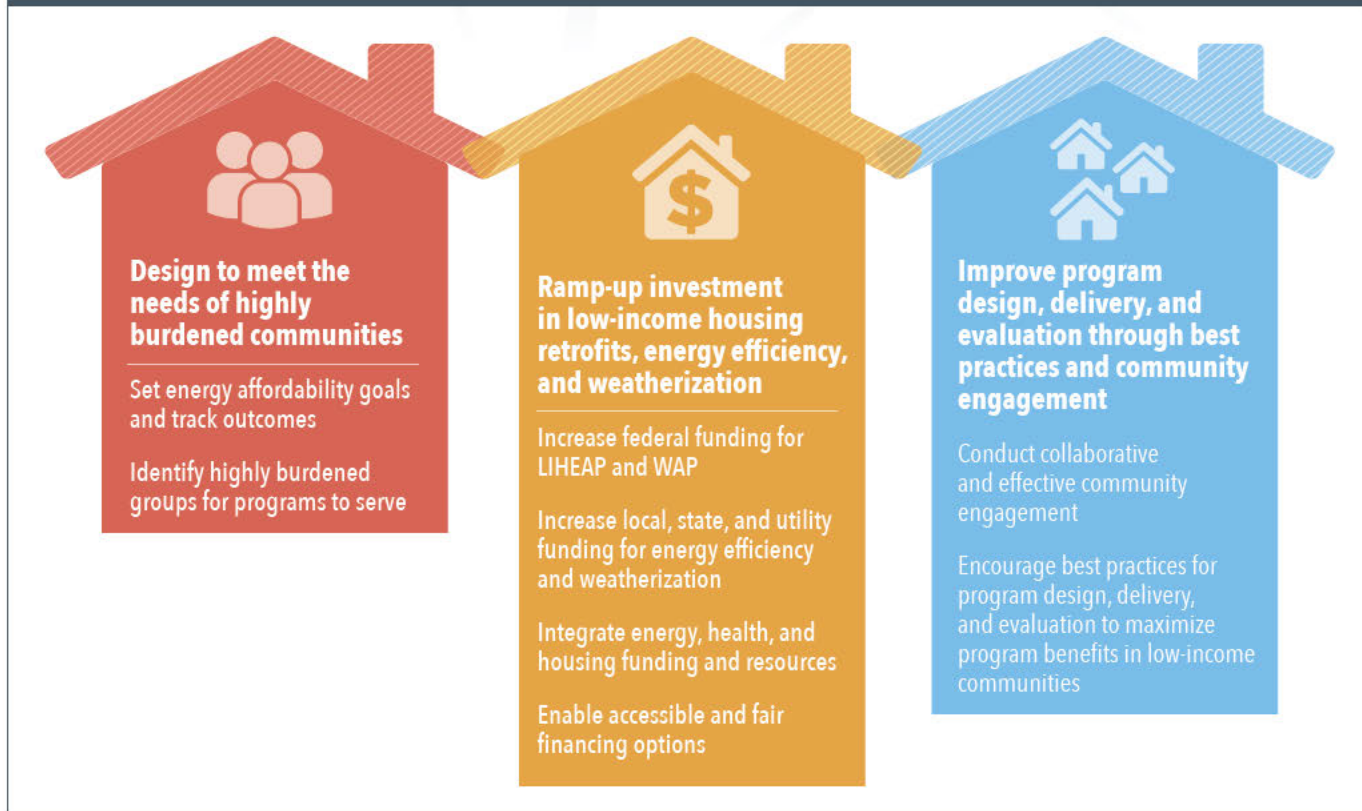 Design to meet the
needs of highly
burdened communities
Set energy affordability goals
and track outcomes
Identify highly burdened
groups for programs to serve
$
Ramp-up investment
in low-income housing
retrofits, energy efficiency,
and weatherization
Increase federal funding for
LIHEAP and WAP
Increase local, state, and utility
funding for energy efficiency
and weatherization
Integrate energy, health, and
housing funding and resources
Enable accessible and fair
financing options
Improve program
design, delivery, and
evaluation through best
practices and community
engagement
Conduct collaborative
and effective community
engagement
Encourage best practices for
program design, delivery,
and evaluation to maximize
program benefits in low-income
communities